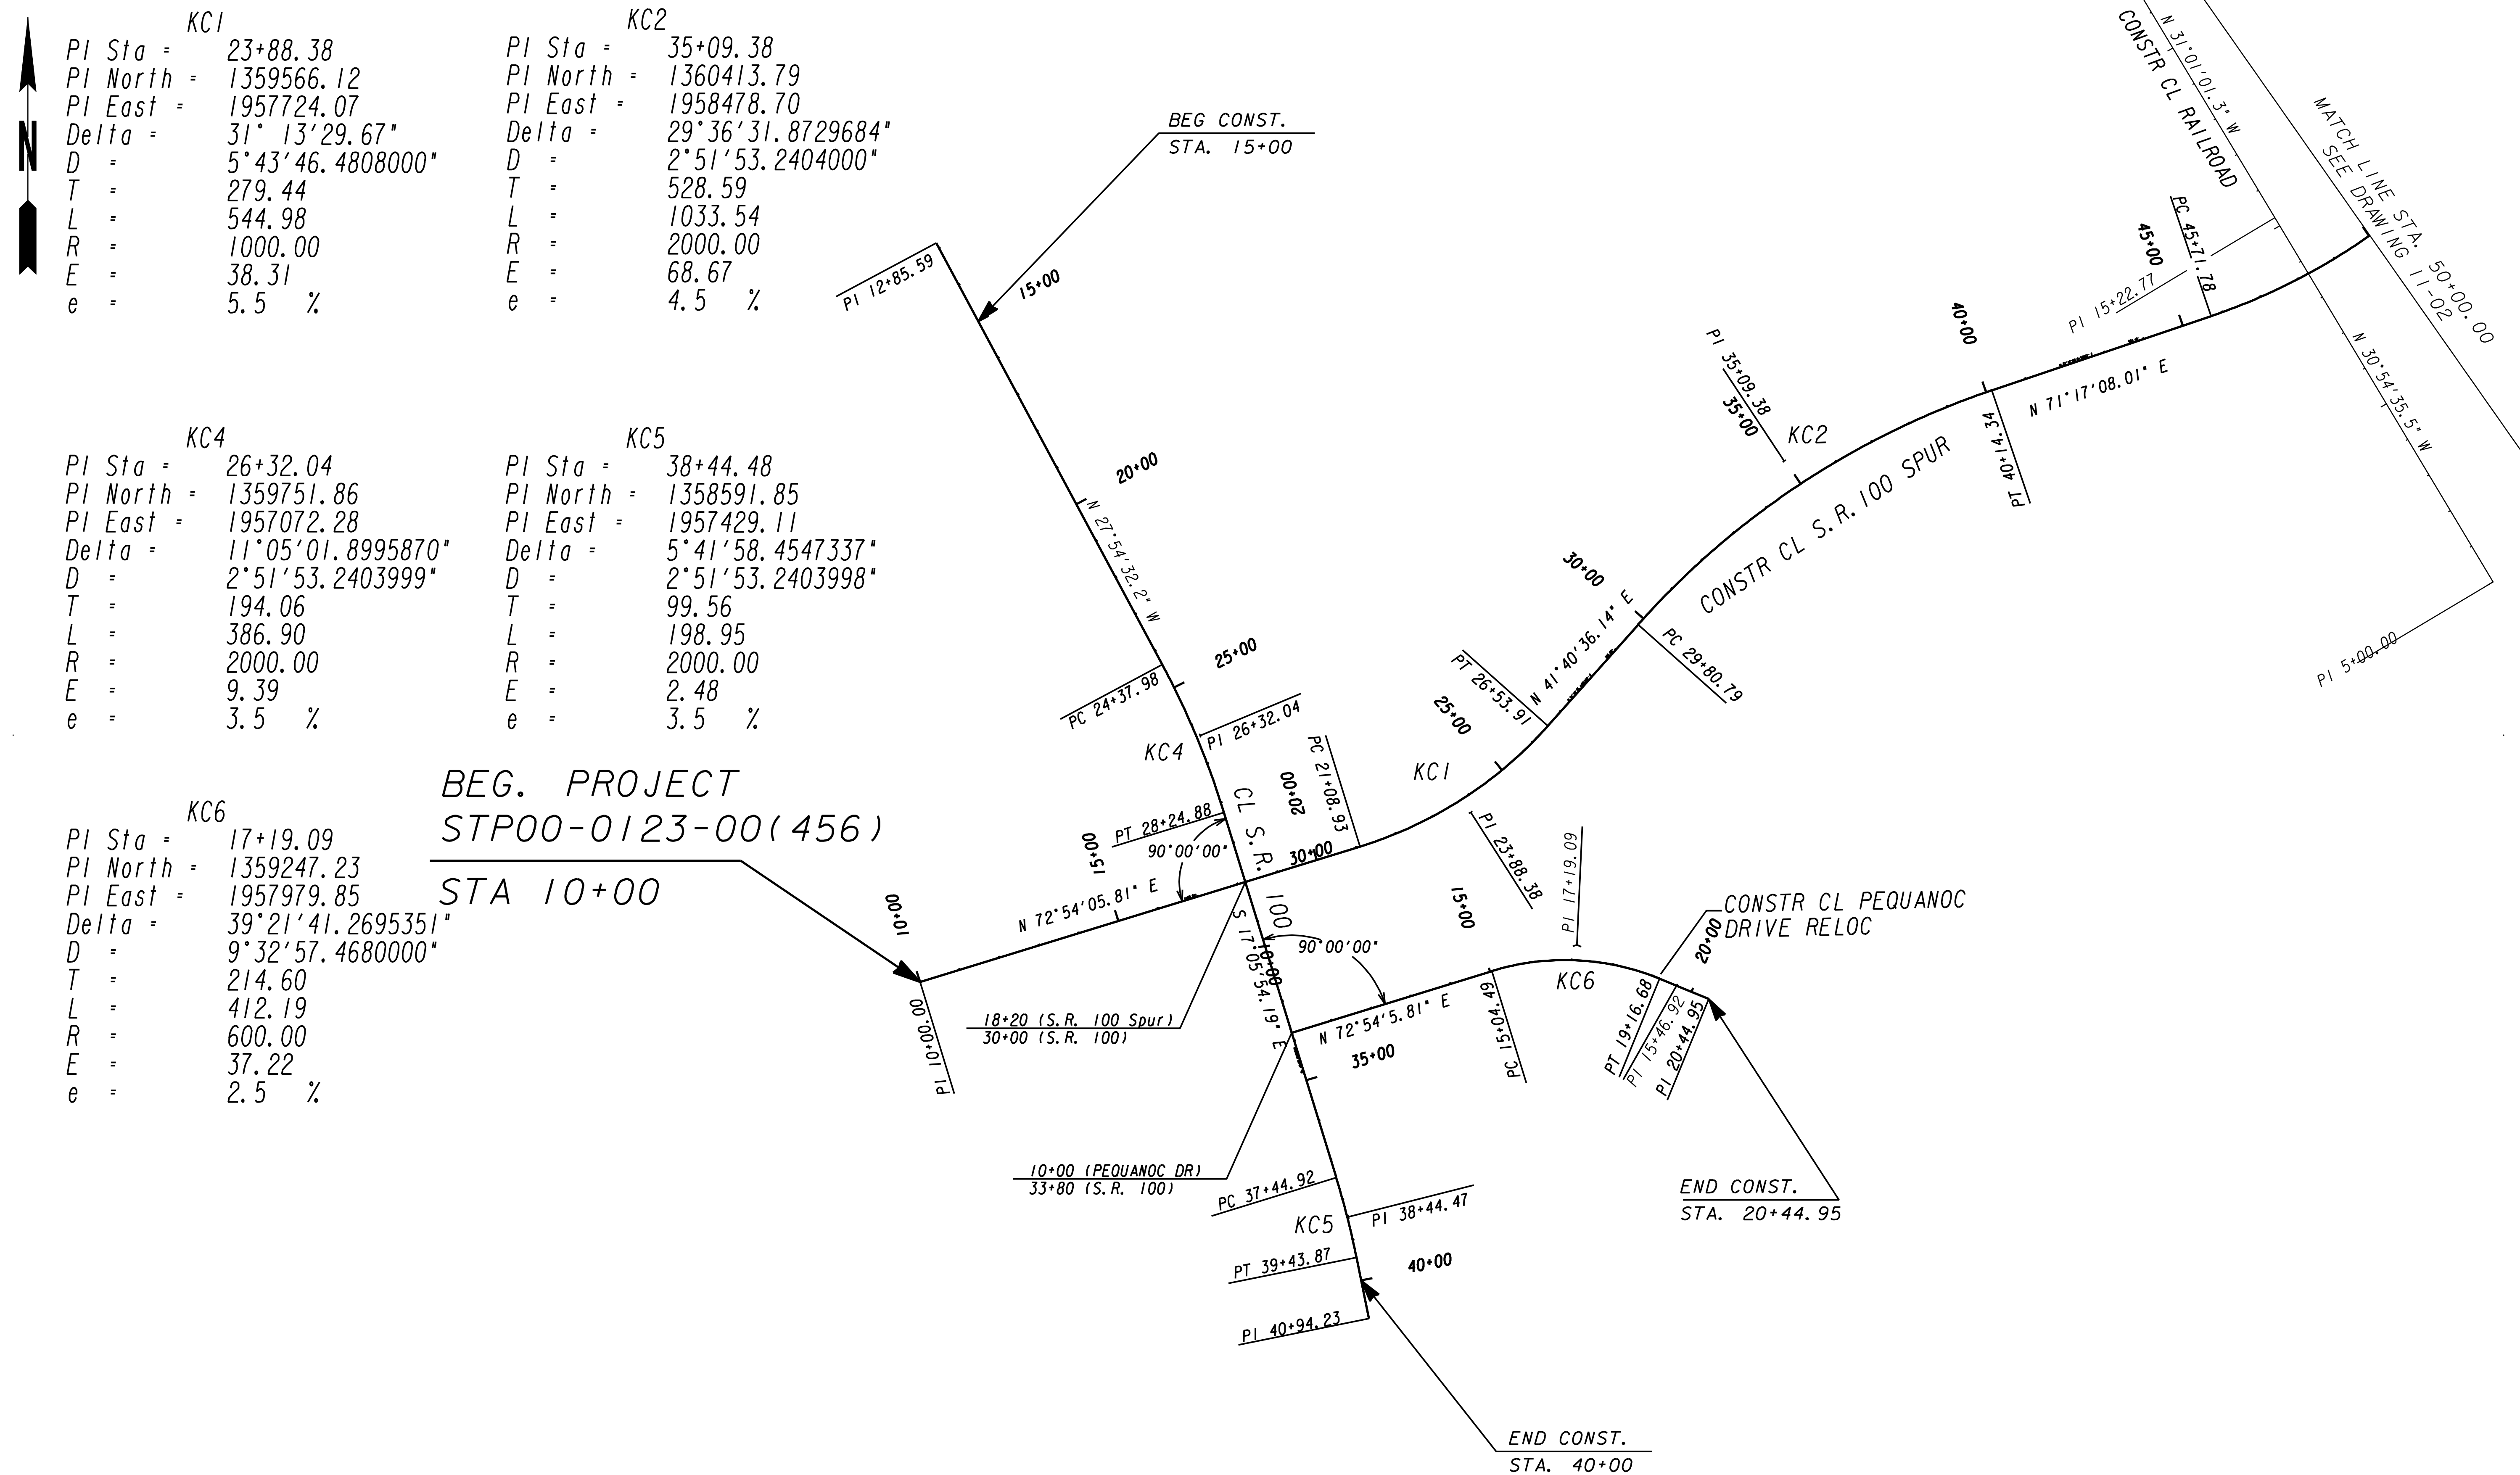 KC1
PI Sta = 23+88.38
PI North = 1359566.12
PI East = 1957724.07
Delta = 31° 13'29.67"
D = 5°43'46.4808000"
T = 279.44
L = 544.98
R = 1000.00
E = 38.31
e = 5.5 %
KC2
PI Sta = 35+09.38
PI North = 1360413.79
PI East = 1958478.70
Delta = 29°36'31.8729684"
D = 2°51'53.2404000"
T = 528.59
L = 1033.54
R = 2000.00
E = 68.67
e = 4.5 %
KC4
PI Sta = 26+32.04
PI North = 1359751.86
PI East = 1957072.28
Delta = 11°05'01.8995870"
D = 2°51'53.2403999"
T = 194.06
L = 386.90
R = 2000.00
E = 9.39
e = 3.5 %
KC5
PI Sta = 38+44.48
PI North = 1358591.85
PI East = 1957429.11
Delta = 5°41'58.4547337"
D = 2°51'53.2403998"
T = 99.56
L = 198.95
R = 2000.00
E = 2.48
e = 3.5 %
KC6
PI Sta = 17+19.09
PI North = 1359247.23
PI East = 1957979.85
Delta = 39°21'41.2695351"
D = 9°32'57.4680000"
T = 214.60
L = 412.19
R = 600.00
E = 37.22
e = 2.5 %
N
BEG. PROJECT
STP00-0123-00(456)
STA 10+00
BEG CONST.
STA. 15+00
PI 12+85.59
15+00
20+00
N 27°54'32.2" W
25+00
PC 24+37.98
PI 26+32.04
KC4
PT 28+24.88
90°00'00"
CL S.R. 100
30+00
10+00
PI 10+00.00
N 72°54'05.81" E
15+00
20+00
PC 21+08.93
KC1
PI 23+88.38
25+00
PT 26+53.91
N 41°40'36.14" E
30+00
PC 29+80.79
CONSTR CL S.R.100 SPUR
PI 35+09.38
35+00
KC2
40+00
PT 40+14.34
N 71°17'08.01" E
PI 15+22.77
45+00
PC 45+71.78
CONSTR CL RAILROAD
N 31°01'01.3" W
MATCH LINE STA. 50+00.00
SEE DRAWING 11-02
N 30°54'35.5" W
PI 5+00.00
18+20 (S.R. 100 Spur)
30+00 (S.R. 100)
S 17°05'54.19" E
10+00
90°00'00"
N 72°54'5.81" E
15+00
PC 15+04.49
PI 17+19.09
KC6
CONSTR CL PEQUANOC
DRIVE RELOC
20+00
PT 19+16.68
PI 15+46.92
PI 20+44.95
END CONST.
STA. 20+44.95
35+00
10+00 (PEQUANOC DR)
33+80 (S.R. 100)
PC 37+44.92
PI 38+44.47
KC5
PT 39+43.87
40+00
PI 40+94.23
END CONST.
STA. 40+00